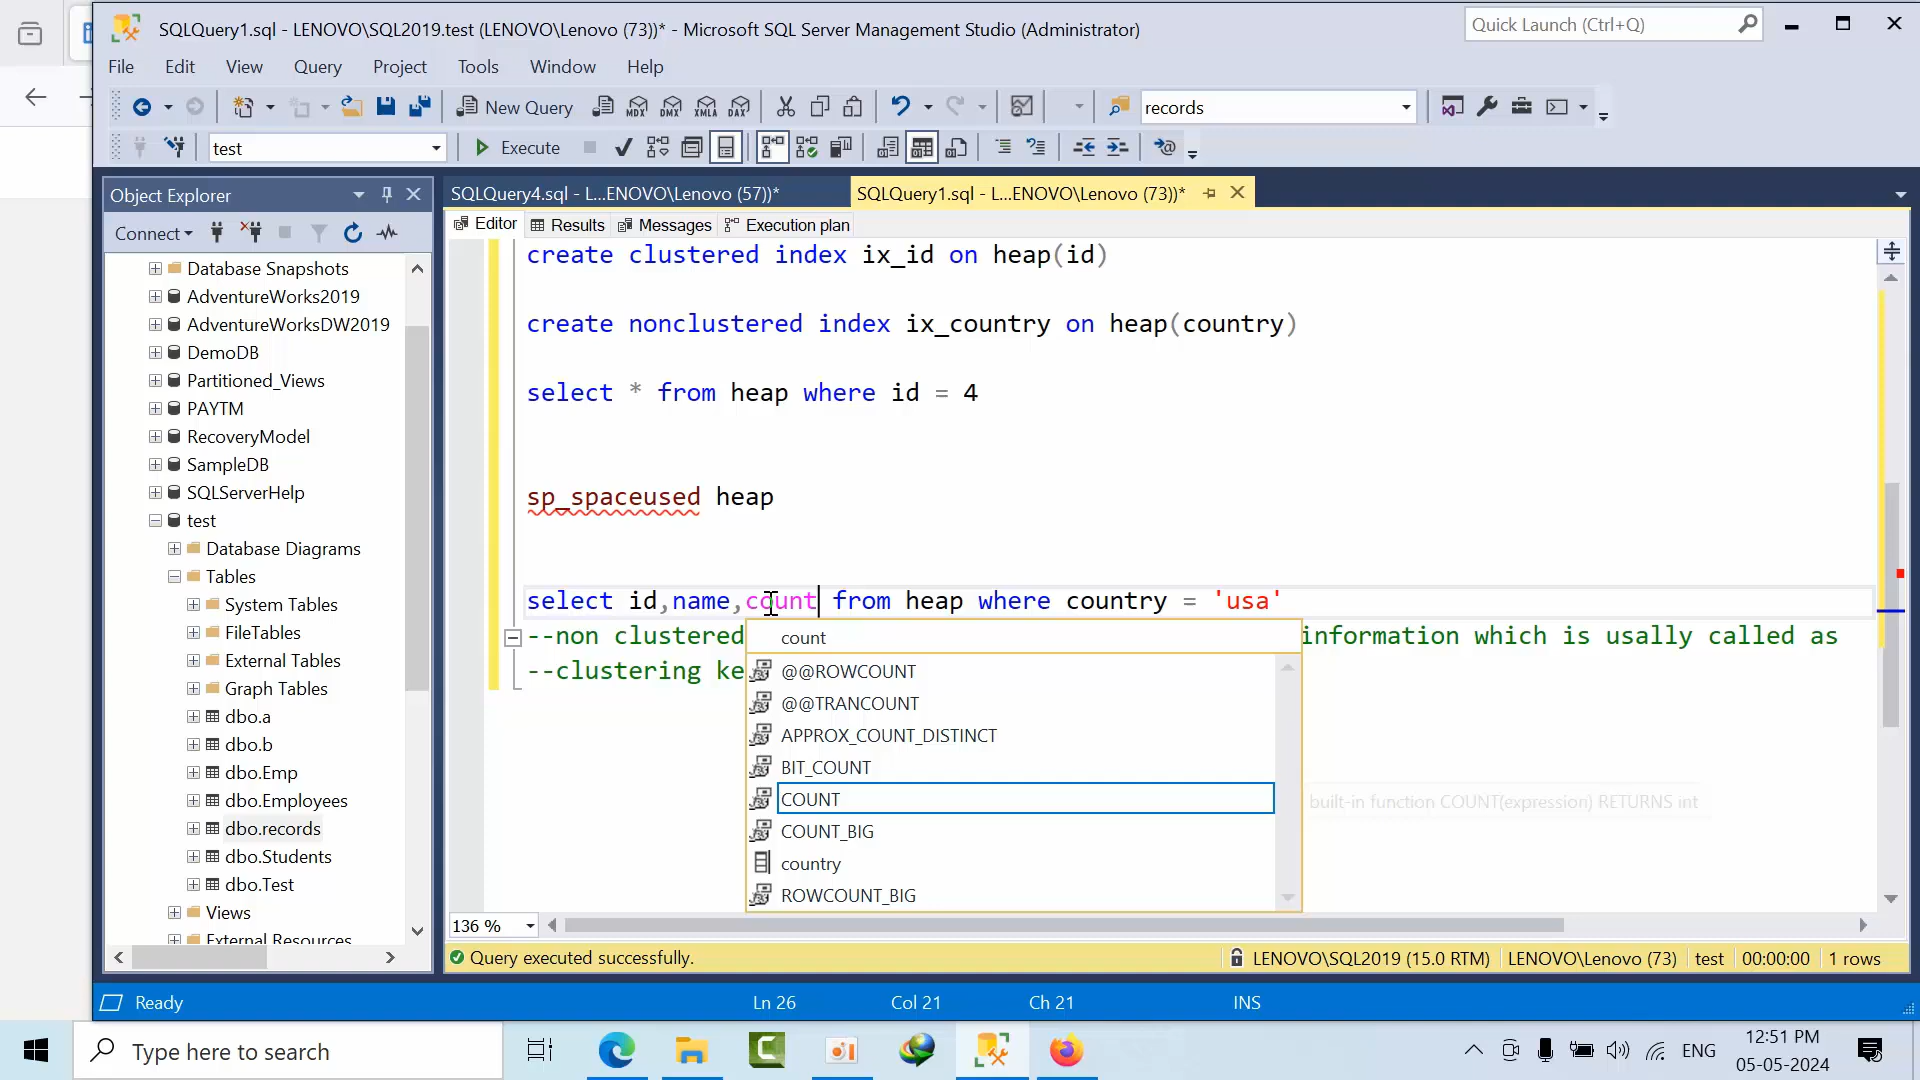 SQLQuery1.sql - LENOVO\SQL2019.test (LENOVO\Lenovo (73))* - Microsoft SQL Server Management Studio (Administrator)
Quick Launch (Ctrl+Q)
File Edit View Query Project Tools Window Help
New Query MDX DMX XMLA DAX records
test Execute
Object Explorer
SQLQuery4.sql - L...ENOVO\Lenovo (57))*
SQLQuery1.sql - L...ENOVO\Lenovo (73))*
Connect
Editor Results Messages Execution plan
Database Snapshots
AdventureWorks2019
AdventureWorksDW2019
DemoDB
Partitioned_Views
PAYTM
RecoveryModel
SampleDB
SQLServerHelp
test
Database Diagrams
Tables
System Tables
FileTables
External Tables
Graph Tables
dbo.a
dbo.b
dbo.Emp
dbo.Employees
dbo.records
dbo.Students
dbo.Test
Views
External Resources
create clustered index ix_id on heap(id)
create nonclustered index ix_country on heap(country)
select * from heap where id = 4
sp_spaceused heap
select id,name,count from heap where country = 'usa'
--non clustered information which is usally called as
--clustering ke
count
@@ROWCOUNT
@@TRANCOUNT
APPROX_COUNT_DISTINCT
BIT_COUNT
COUNT
COUNT_BIG
country
ROWCOUNT_BIG
built-in function COUNT(expression) RETURNS int
136 %
Query executed successfully.
LENOVO\SQL2019 (15.0 RTM) LENOVO\Lenovo (73) test 00:00:00 1 rows
Ready Ln 26 Col 21 Ch 21 INS
Type here to search
ENG
12:51 PM
05-05-2024